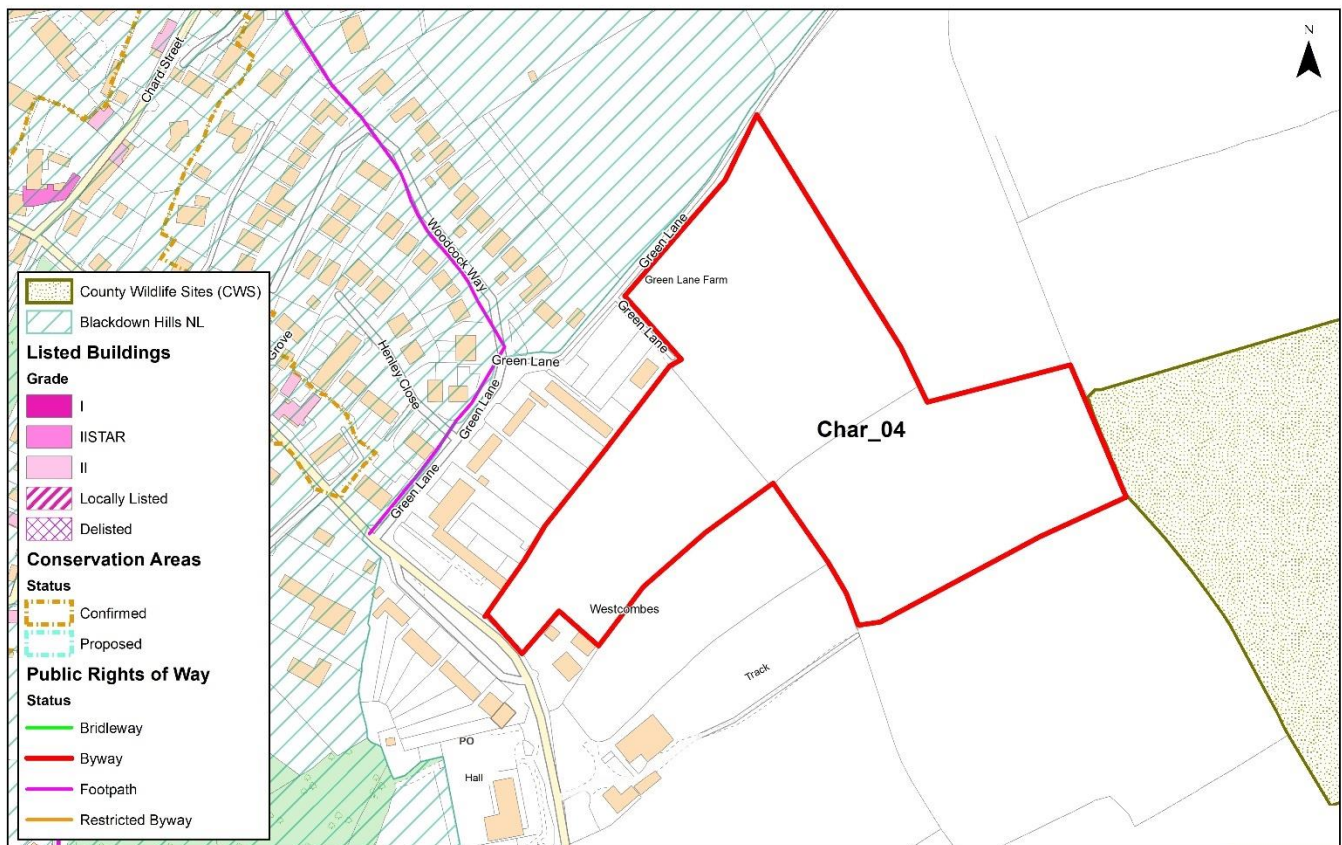 N
Chard Street
Woodcock Way
Green Lane
Green Lane Farm
Green Lane
Green Lane
Henley Close
Grove
Green Lane
Green Lane
Char_04
Westcombes
Track
PO
Hall
County Wildlife Sites (CWS)
Blackdown Hills NL
Listed Buildings
Grade
I
IISTAR
II
Locally Listed
Delisted
Conservation Areas
Status
Confirmed
Proposed
Public Rights of Way
Status
Bridleway
Byway
Footpath
Restricted Byway